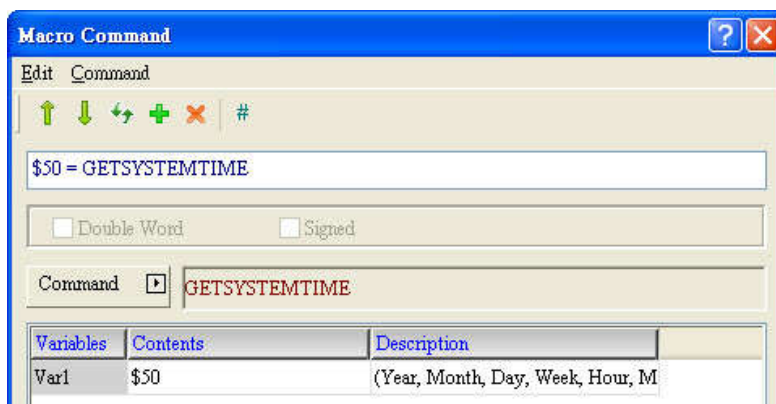 Macro Command
Edit Command
#
$50 = GETSYSTEMTIME
Double Word Signed
Command GETSYSTEMTIME
Variables Contents Description
Var1 $50 (Year, Month, Day, Week, Hour, M